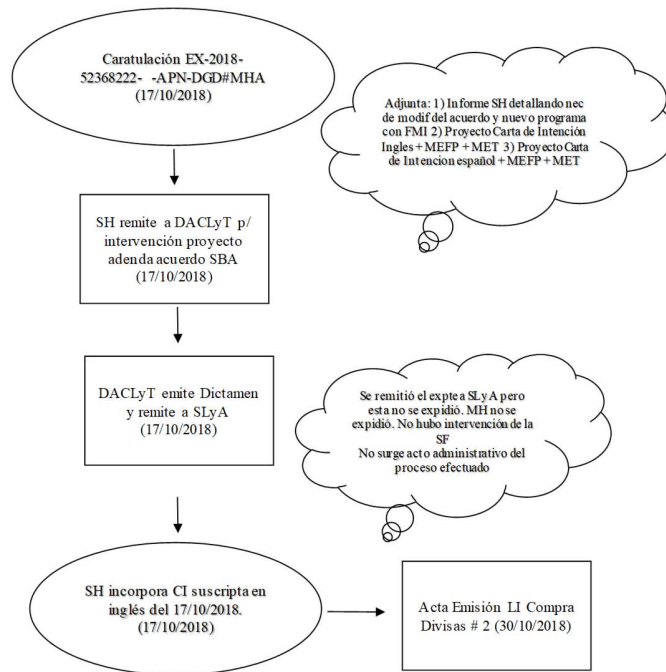 Caratulación EX-2018-
52368222- -APN-DGD#MHA
(17/10/2018)
Adjunta: 1) Informe SH detallando nec
de modif del acuerdo y nuevo programa
con FMI 2) Proyecto Carta de Intención
Ingles + MEFP + MET 3) Proyecto Carta
de Intencion español + MEFP + MET
SH remite a DACLyT p/
intervención proyecto
adenda acuerdo SBA
(17/10/2018)
DACLyT emite Dictamen
y remite a SLyA
(17/10/2018)
Se remitió el expte a SLyA pero
esta no se expidió. MH no se
expidió. No hubo intervención de la
SF
No surge acto administrativo del
proceso efectuado
SH incorpora CI suscripta en
inglés del 17/10/2018.
(17/10/2018)
Acta Emisión LI Compra
Divisas # 2 (30/10/2018)